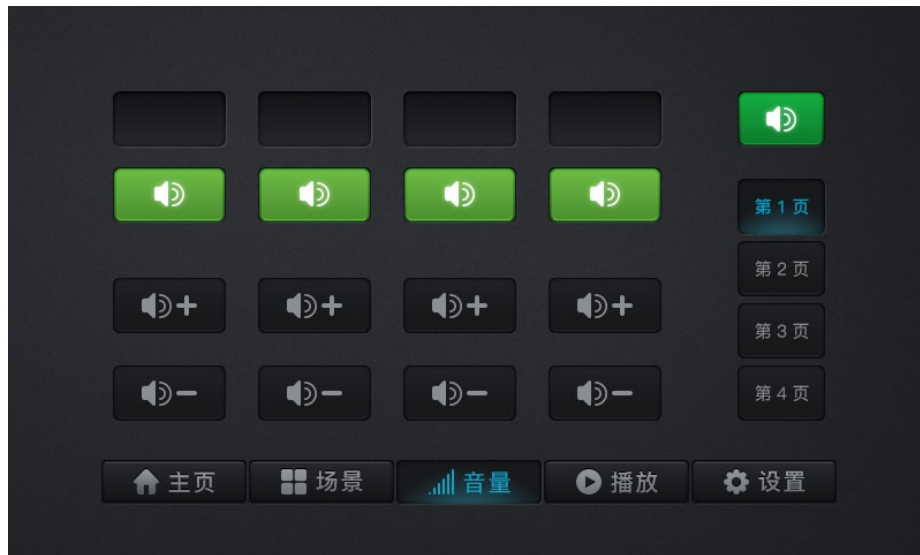 第 1 页
第 2 页
第 3 页
第 4 页
主页 场景 音量 播放 设置